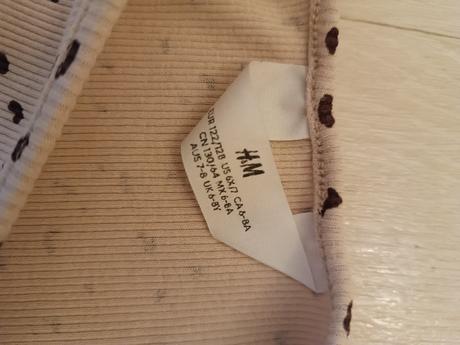 H&M
EUR 122/128 US 6X/7 CA 6-8A
CN 130/64 MX 6-8A
AUS 7-8 UK 6-8Y